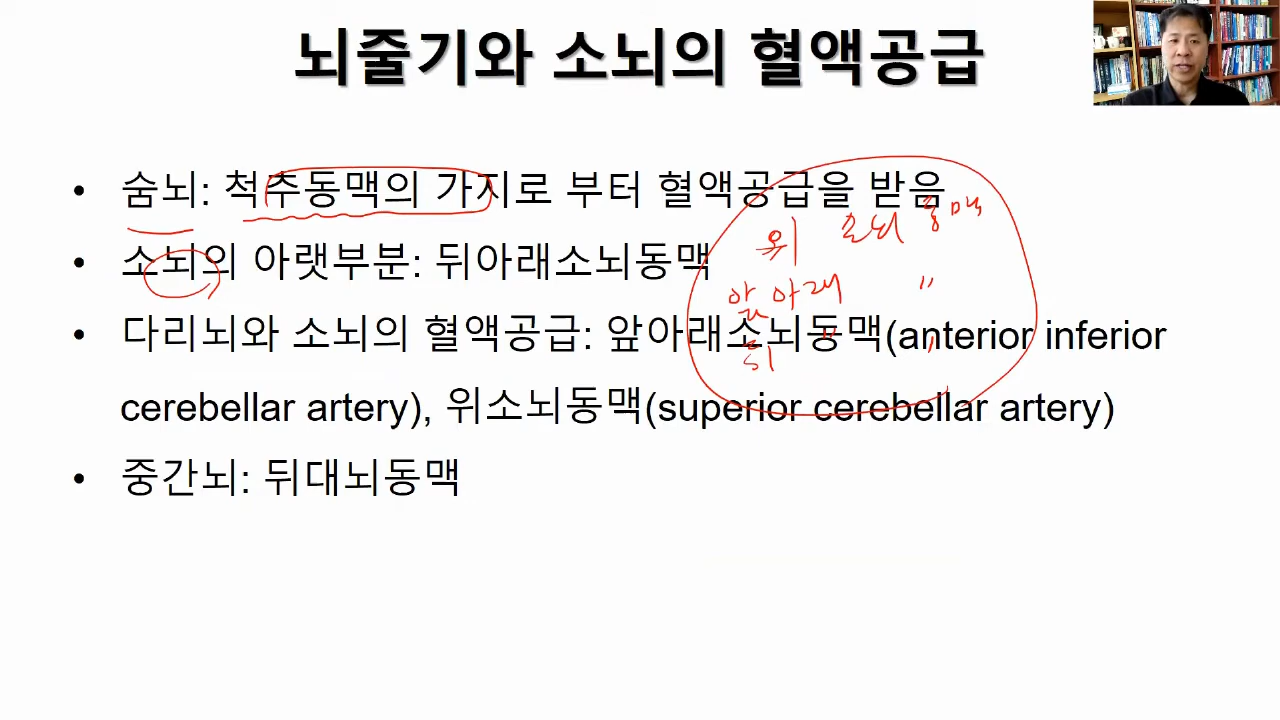 뇌줄기와 소뇌의 혈액공급
• 숨뇌: 척추동맥의 가지로 부터 혈액공급을 받음
위 소뇌 동맥
• 소뇌의 아랫부분: 뒤아래소뇌동맥
앞아래 〃
• 다리뇌와 소뇌의 혈액공급: 앞아래소뇌동맥(anterior inferior
뒤 〃 〃
cerebellar artery), 위소뇌동맥(superior cerebellar artery)
• 중간뇌: 뒤대뇌동맥